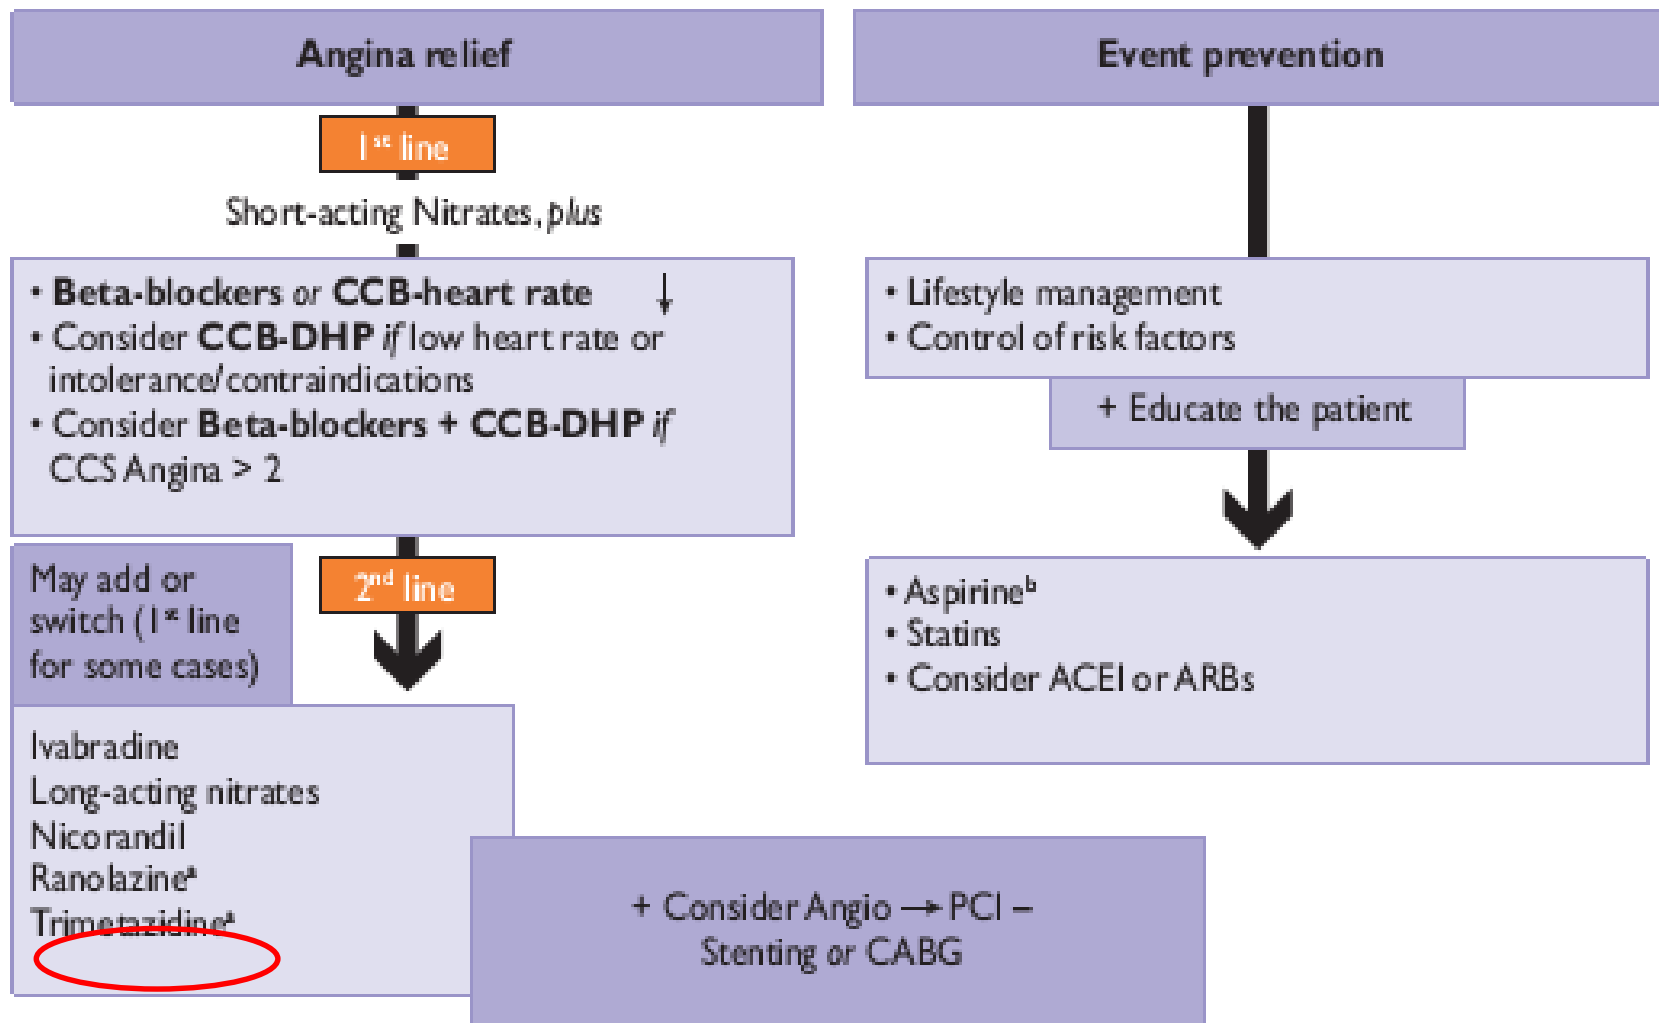 Angina relief
1st line
Short-acting Nitrates, plus
• Beta-blockers or CCB-heart rate ↓
• Consider CCB-DHP if low heart rate or
intolerance/contraindications
• Consider Beta-blockers + CCB-DHP if
CCS Angina > 2
May add or
switch (1st line
for some cases)
2nd line
Ivabradine
Long-acting nitrates
Nicorandil
Ranolazineª
Trimetazidineª
Event prevention
• Lifestyle management
• Control of risk factors
+ Educate the patient
• Aspirineᵇ
• Statins
• Consider ACEI or ARBs
+ Consider Angio → PCI –
Stenting or CABG